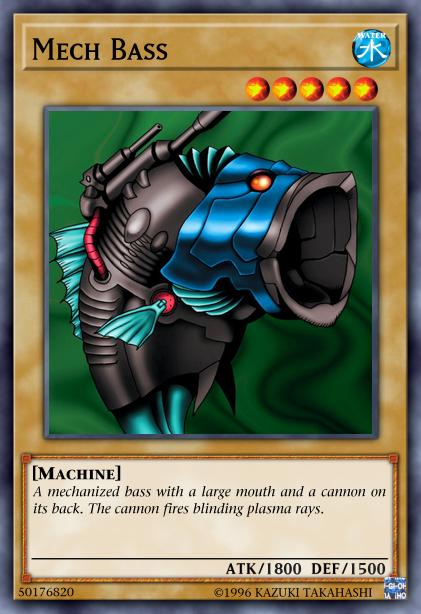 Mech Bass
WATER
水
[Machine]
A mechanized bass with a large mouth and a cannon on
its back. The cannon fires blinding plasma rays.
ATK/1800 DEF/1500
50176820
©1996 KAZUKI TAKAHASHI